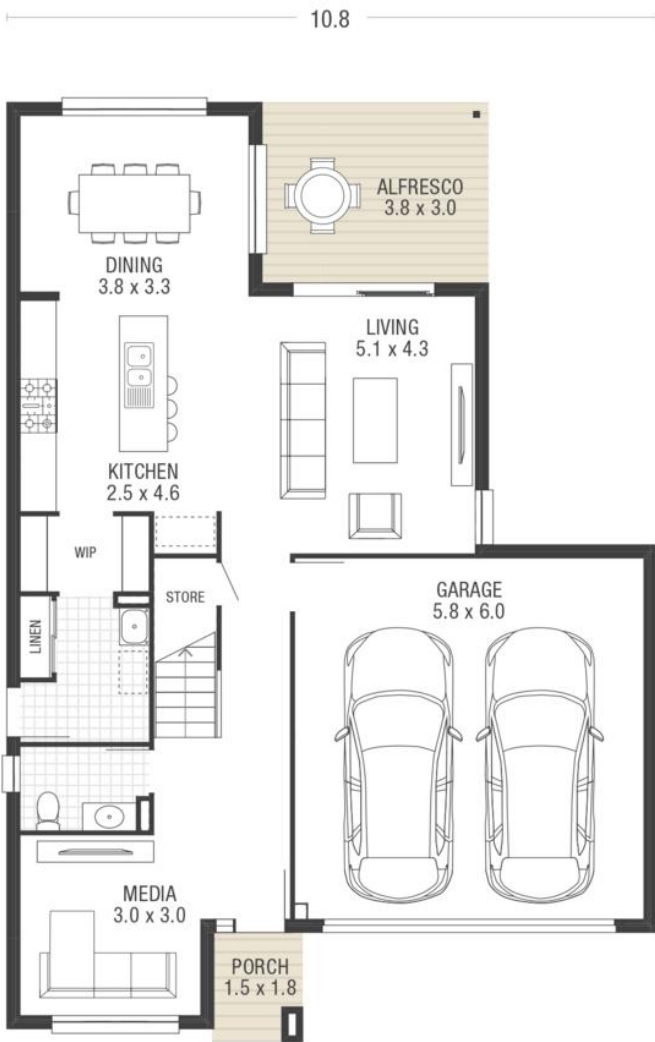 10.8
ALFRESCO
3.8 x 3.0
DINING
3.8 x 3.3
LIVING
5.1 x 4.3
KITCHEN
2.5 x 4.6
WIP
STORE
LINEN
GARAGE
5.8 x 6.0
MEDIA
3.0 x 3.0
PORCH
1.5 x 1.8